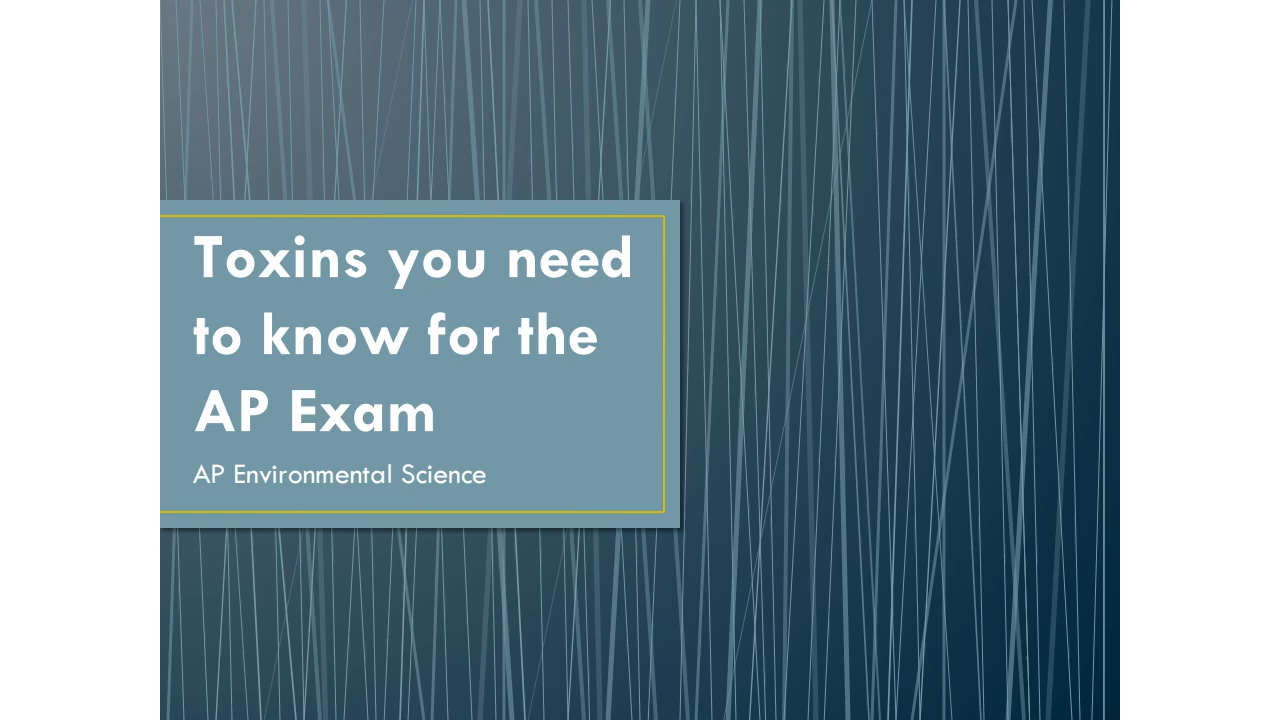 Toxins you need
to know for the
AP Exam
AP Environmental Science